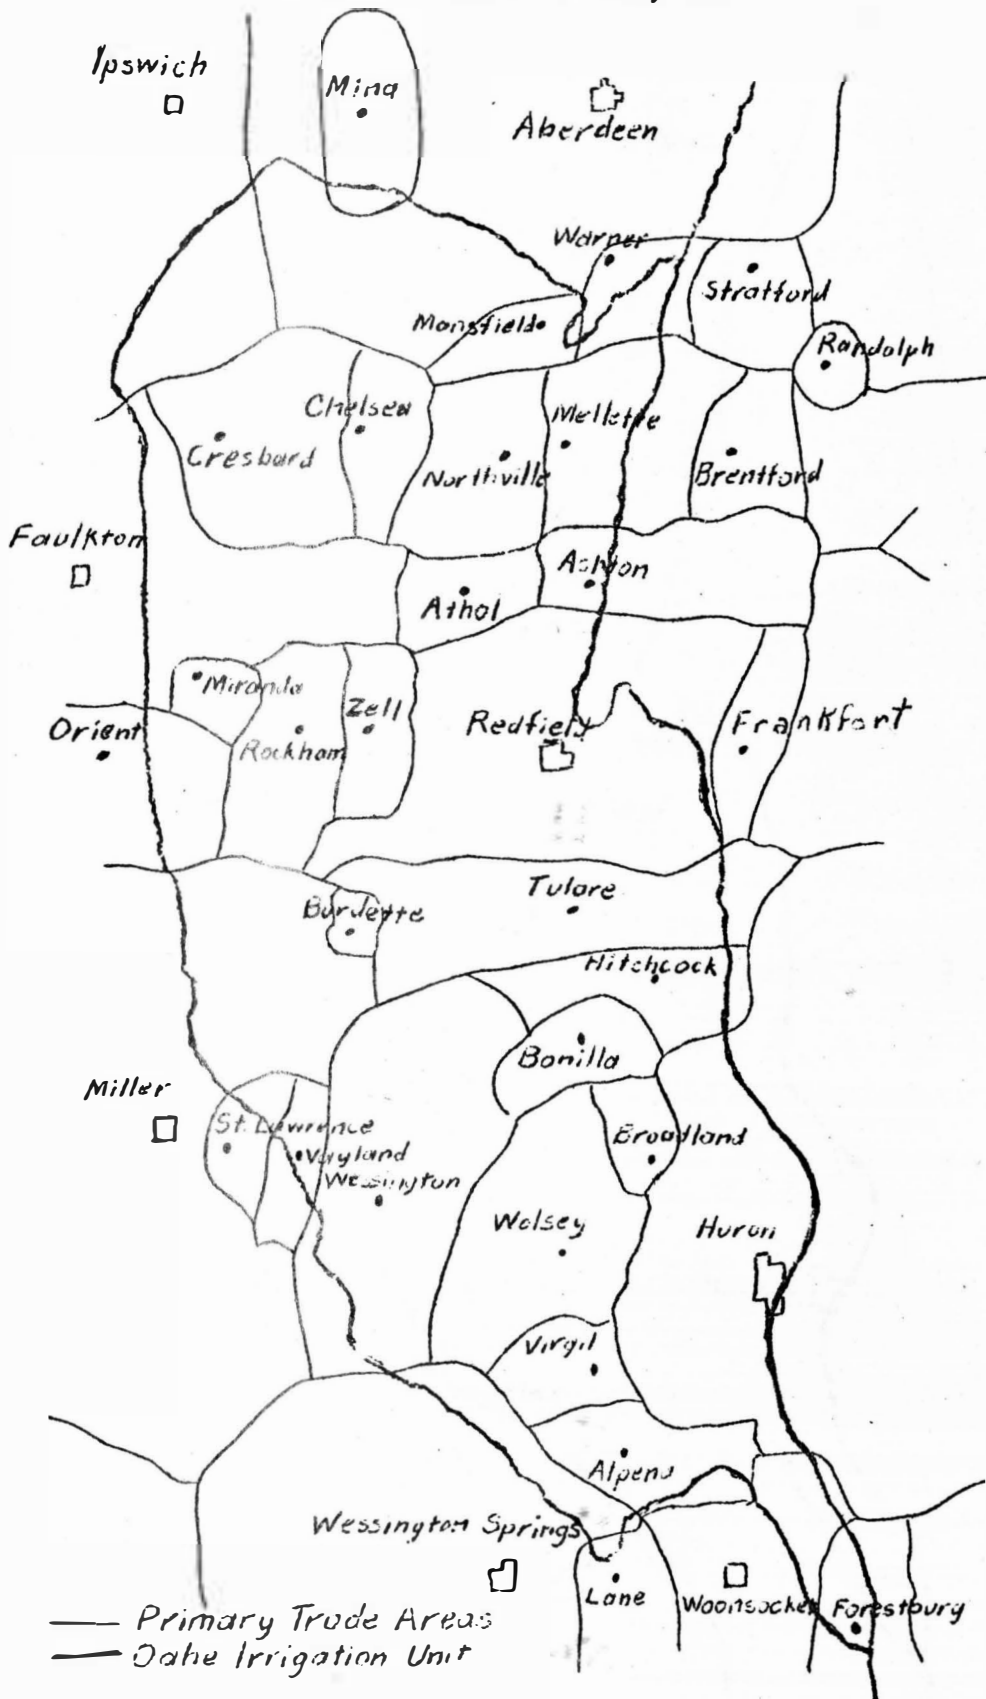 Ipswich
Mina
Aberdeen
Warner
Stratford
Mansfield
Randolph
Chelsea
Mellette
Cresbard
Northville
Brentford
Faulkton
Ashton
Athol
Miranda
Zell
Orient
Rockham
Redfield
Frankfort
Tulare
Burdette
Hitchcock
Bonilla
Miller
St. Lawrence
Vayland
Broadland
Wessington
Wolsey
Huron
Virgil
Alpena
Wessington Springs
Lane
Woonsocket
Forestburg
Primary Trade Areas
Oahe Irrigation Unit